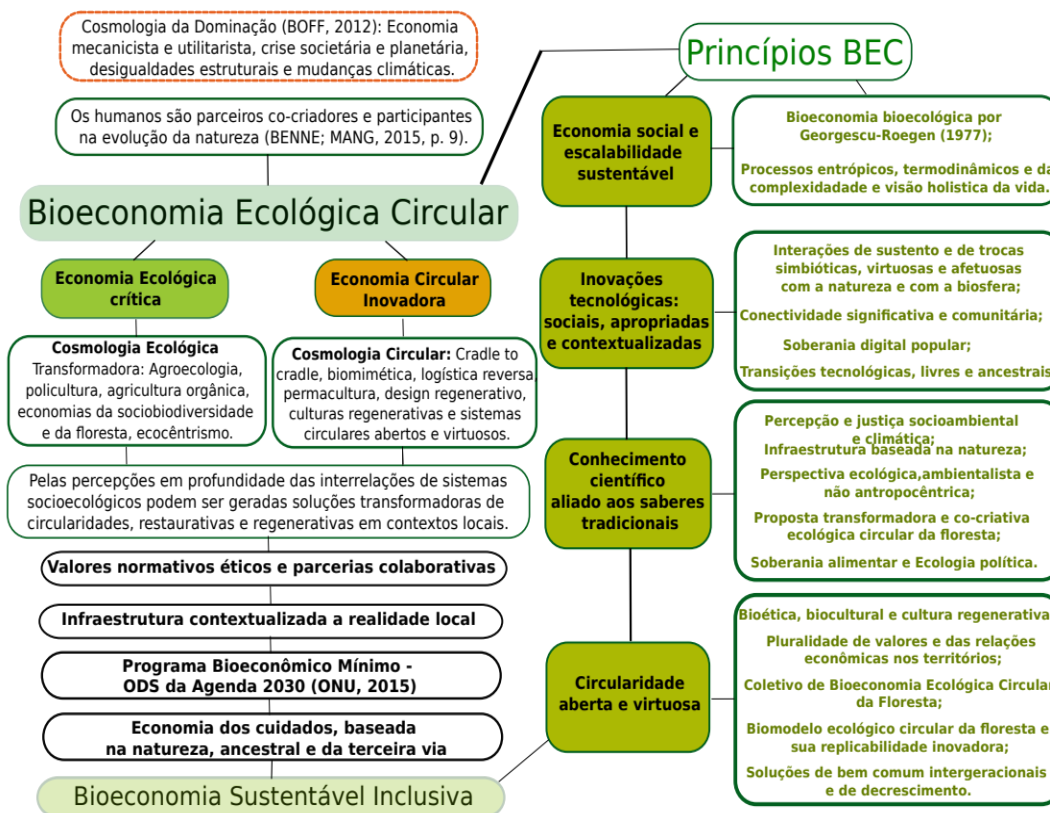 Cosmologia da Dominação (BOFF, 2012): Economia
mecanicista e utilitarista, crise societária e planetária,
desigualdades estruturais e mudanças climáticas.
Os humanos são parceiros co-criadores e participantes
na evolução da natureza (BENNE; MANG, 2015, p. 9).
Bioeconomia Ecológica Circular
Economia Ecológica
crítica
Economia Circular
Inovadora
Cosmologia Ecológica
Transformadora: Agroecologia,
policultura, agricultura orgânica,
economias da sociobiodiversidade
e da floresta, ecocêntrismo.
Cosmologia Circular: Cradle to
cradle, biomimética, logística reversa,
permacultura, design regenerativo,
culturas regenerativas e sistemas
circulares abertos e virtuosos.
Pelas percepções em profundidade das interrelações de sistemas
socioecológicos podem ser geradas soluções transformadoras de
circularidades, restaurativas e regenerativas em contextos locais.
Valores normativos éticos e parcerias colaborativas
Infraestrutura contextualizada a realidade local
Programa Bioeconômico Mínimo -
ODS da Agenda 2030 (ONU, 2015)
Economia dos cuidados, baseada
na natureza, ancestral e da terceira via
Bioeconomia Sustentável Inclusiva
Princípios BEC
Economia social e
escalabilidade
sustentável
Bioeconomia bioecológica por
Georgescu-Roegen (1977);
Processos entrópicos, termodinâmicos e da
complexidadade e visão holistica da vida.
Inovações
tecnológicas:
sociais, apropriadas
e contextualizadas
Interações de sustento e de trocas
simbióticas, virtuosas e afetuosas
com a natureza e com a biosfera;
Conectividade significativa e comunitária;
Soberania digital popular;
Transições tecnológicas, livres e ancestrais
Conhecimento
científico
aliado aos saberes
tradicionais
Percepção e justiça socioambiental
e climática;
Infraestrutura baseada na natureza;
Perspectiva ecológica,ambientalista e
não antropocêntrica;
Proposta transformadora e co-criativa
ecológica circular da floresta;
Soberania alimentar e Ecologia política.
Circularidade
aberta e virtuosa
Bioética, biocultural e cultura regenerativa
Pluralidade de valores e das relações
econômicas nos territórios;
Coletivo de Bioeconomia Ecológica Circular
da Floresta;
Biomodelo ecológico circular da floresta e
sua replicabilidade inovadora;
Soluções de bem comum intergeracionais
e de decrescimento.